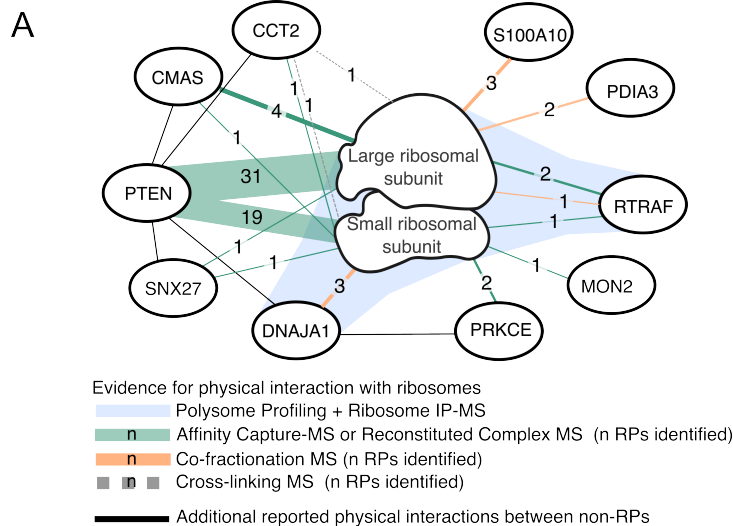 A
CCT2
S100A10
CMAS
PDIA3
1
3
1
1
2
4
1
Large ribosomal
subunit
31
2
PTEN
1
RTRAF
19
Small ribosomal
subunit
1
1
1
1
SNX27
3
2
MON2
DNAJA1
PRKCE
Evidence for physical interaction with ribosomes
Polysome Profiling + Ribosome IP-MS
n Affinity Capture-MS or Reconstituted Complex MS (n RPs identified)
n Co-fractionation MS (n RPs identified)
n Cross-linking MS (n RPs identified)
Additional reported physical interactions between non-RPs